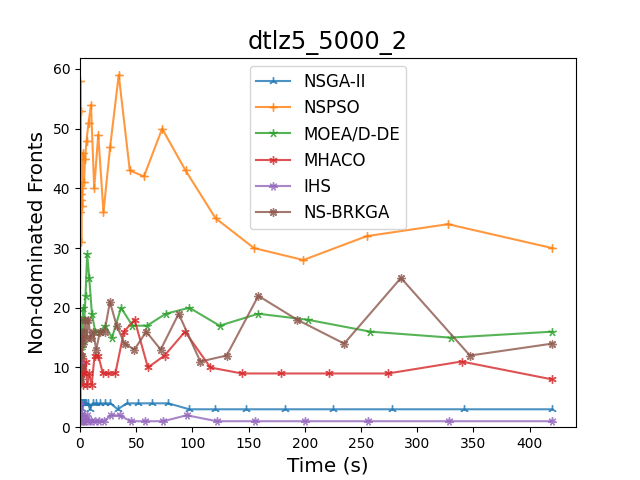 dtlz5_5000_2
Non-dominated Fronts
60
50
40
30
20
10
0
NSGA-II
NSPSO
MOEA/D-DE
MHACO
IHS
NS-BRKGA
0 50 100 150 200 250 300 350 400
Time (s)